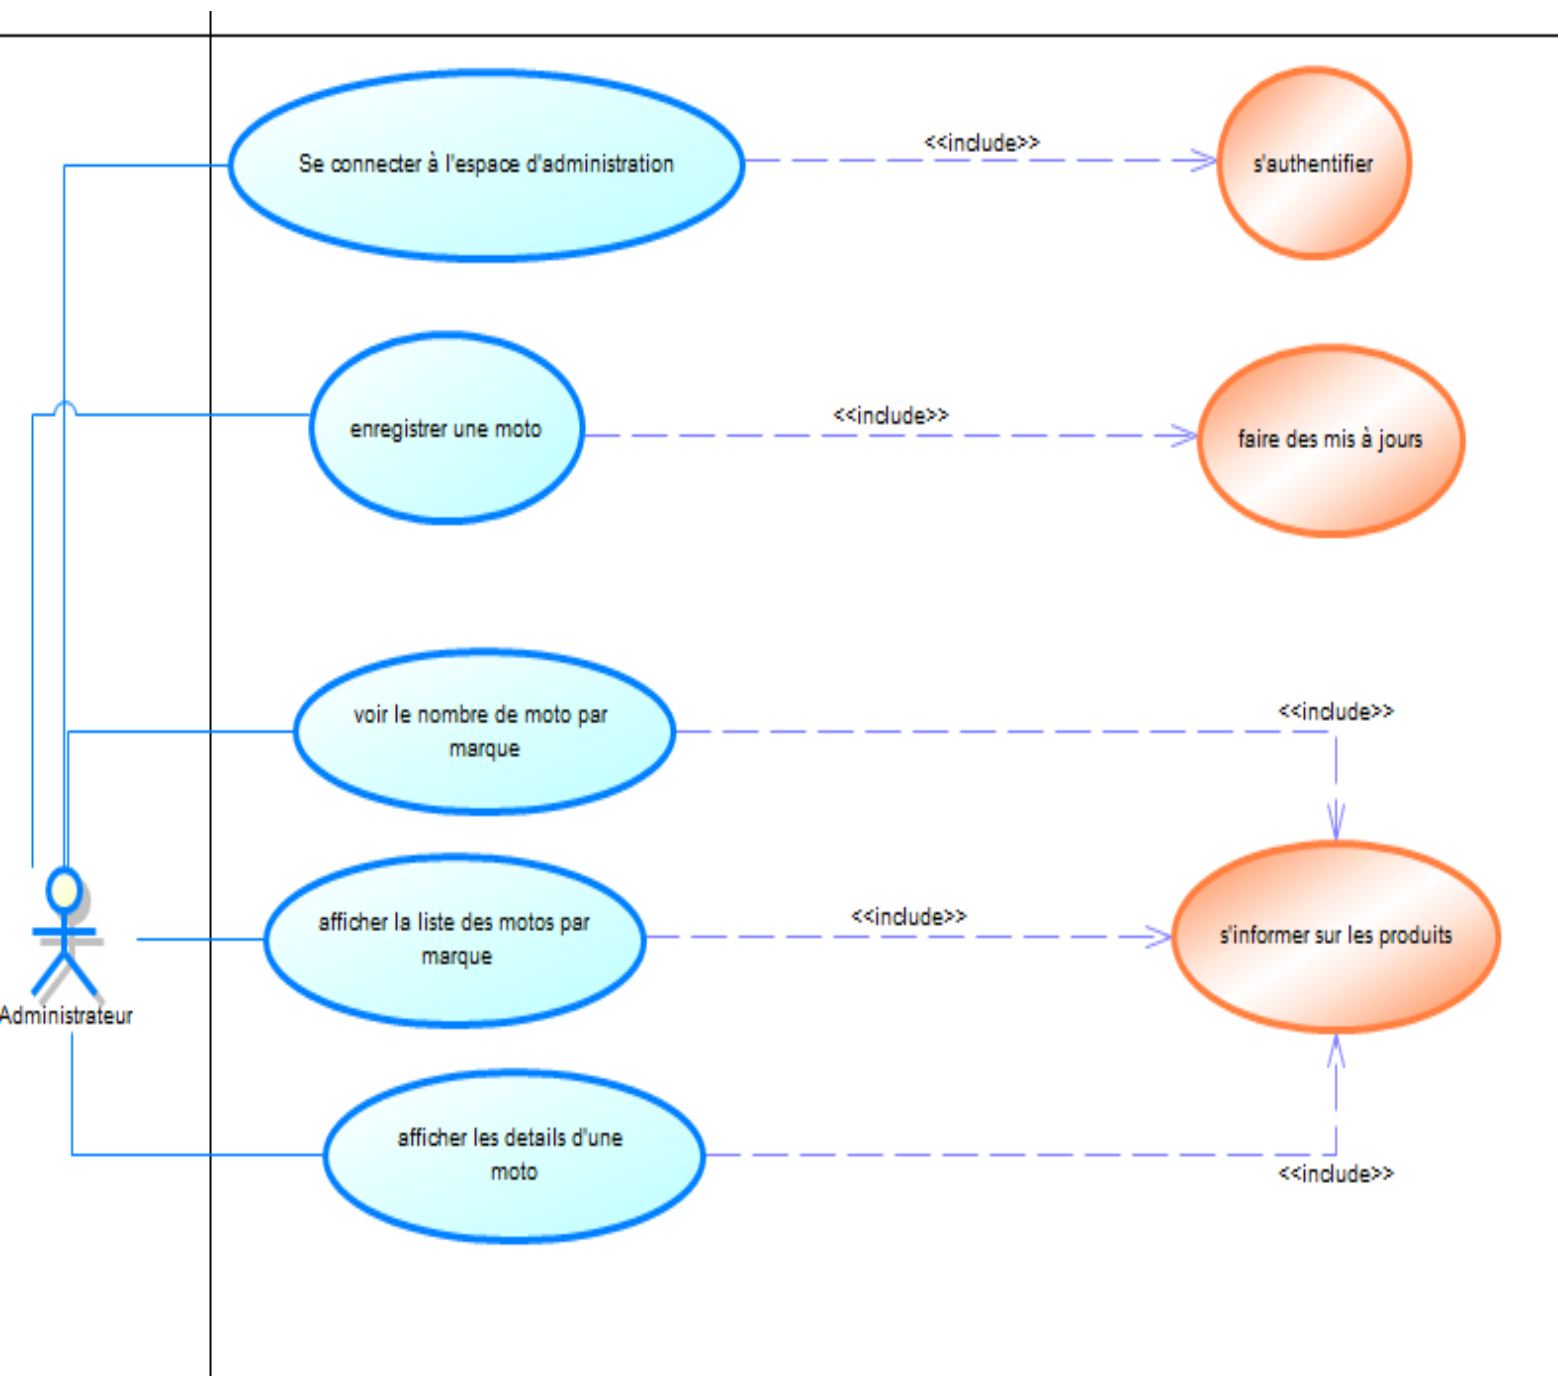 Se connecter à l'espace d'administration
<<include>>
s'authentifier
enregistrer une moto
<<include>>
faire des mis à jours
voir le nombre de moto par
marque
<<include>>
afficher la liste des motos par
marque
<<include>>
s'informer sur les produits
Administrateur
afficher les details d'une
moto
<<include>>